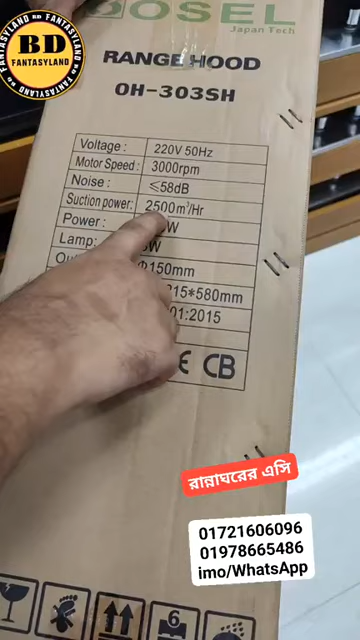 BD
FANTASYLAND
FANTASYLAND
FANTASYLAND
OSEL
Japan Tech
RANGE HOOD
OH-303SH
Voltage : 220V 50Hz
Motor Speed: 3000rpm
Noise : ≤58dB
Suction power: 2500m³/Hr
Power : W
Lamp: W
Φ150mm
315*580mm
01:2015
CE CB
রান্নাঘরের এসি
01721606096
01978665486
imo/WhatsApp
6